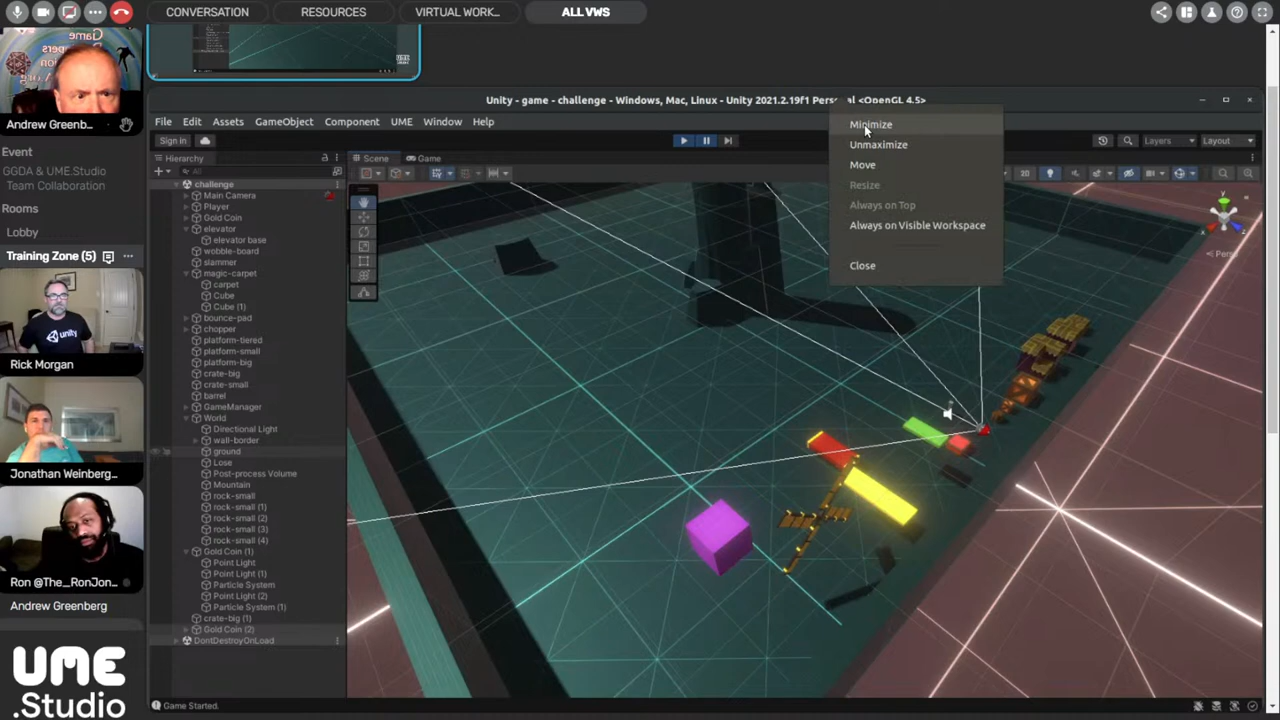 CONVERSATION
RESOURCES
VIRTUAL WORK...
ALL VWS
Andrew Greenb...
Event
GGDA & UME.Studio
Team Collaboration
Rooms
Lobby
Training Zone (5)
Rick Morgan
Jonathan Weinberg...
Ron @The_RonJon...
Andrew Greenberg
UME
.Studio
Unity - game - challenge - Windows, Mac, Linux - Unity 2021.2.19f1 Pers al <OpenGL 4.5>
File Edit Assets GameObject Component UME Window Help
Sign in
Layers
Layout
Hierarchy
All
Scene
Game
2D
challenge
Main Camera
Player
Gold Coin
elevator
elevator base
wobble-board
slammer
magic-carpet
carpet
Cube
Cube (1)
bounce-pad
chopper
platform-tiered
platform-small
platform-big
crate-big
crate-small
barrel
GameManager
World
Directional Light
wall-border
ground
Lose
Post-process Volume
Mountain
rock-small
rock-small (1)
rock-small (2)
rock-small (3)
rock-small (4)
Gold Coin (1)
Point Light
Point Light (1)
Particle System
Point Light (2)
Particle System (1)
crate-big (1)
Gold Coin (2)
DontDestroyOnLoad
Game Started.
Minimize
Unmaximize
Move
Resize
Always on Top
Always on Visible Workspace
Close
y
x
z
Persp
unity